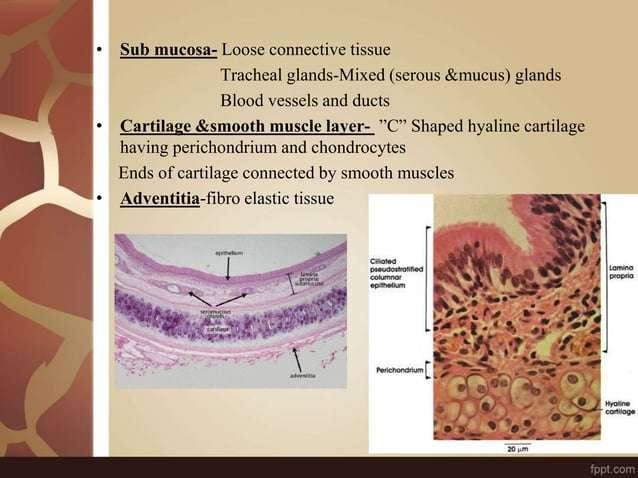 • Sub mucosa- Loose connective tissue
Tracheal glands-Mixed (serous &mucus) glands
Blood vessels and ducts
• Cartilage &smooth muscle layer- ”C” Shaped hyaline cartilage
having perichondrium and chondrocytes
Ends of cartilage connected by smooth muscles
• Adventitia-fibro elastic tissue
epithelium
lamina
propria
submucosa
seromucous
glands
cartilage
adventitia
Ciliated
pseudostratified
columnar
epithelium
Lamina
propria
Perichondrium
Hyaline
cartilage
20 µm
fppt.com